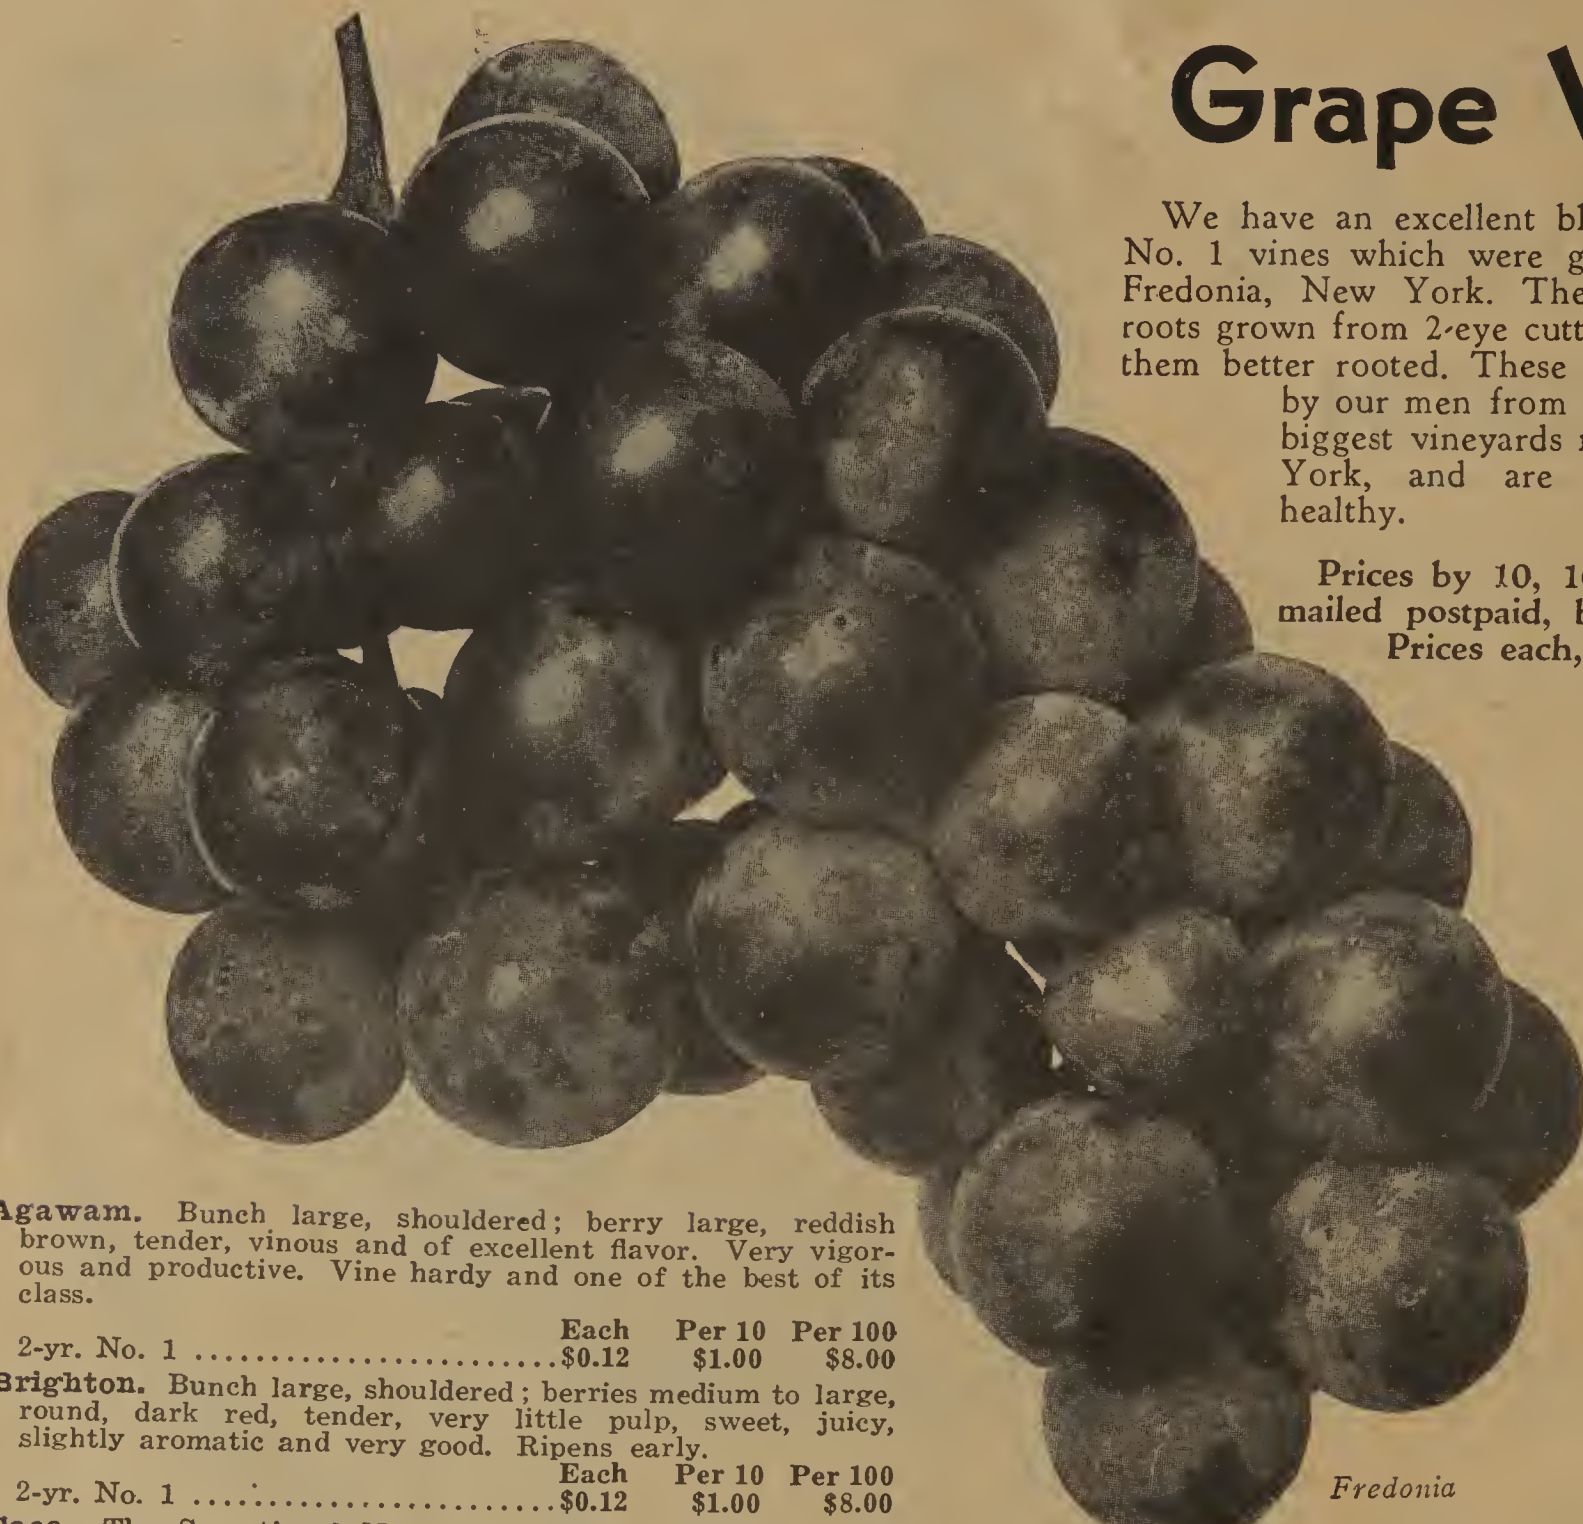 Grape
We have an excellent
No. 1 vines which were
Fredonia, New York.
roots grown from 2-eye
them better rooted. These
by our men from
biggest vineyards
York, and are
healthy.
Prices by 10,
mailed postpaid,
Prices each,
Agawam. Bunch large, shouldered; berry large, reddish
brown, tender, vinous and of excellent flavor. Very vigor-
ous and productive. Vine hardy and one of the best of its
class.
Each Per 10 Per 100
2-yr. No. 1 ........................$0.12 $1.00 $8.00
Brighton. Bunch large, shouldered; berries medium to large,
round, dark red, tender, very little pulp, sweet, juicy,
slightly aromatic and very good. Ripens early.
Each Per 10 Per 100
2-yr. No. 1 ........................$0.12 $1.00 $8.00
Fredonia